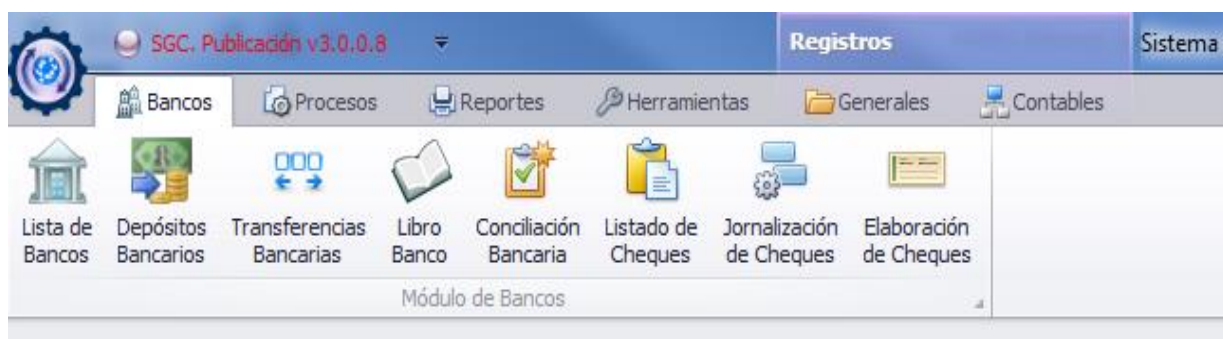 SGC. Publicación v3.0.0.8
Registros
Sistema
Bancos
Procesos
Reportes
Herramientas
Generales
Contables
Lista de
Bancos
Depósitos
Bancarios
Transferencias
Bancarias
Libro
Banco
Conciliación
Bancaria
Listado de
Cheques
Jornalización
de Cheques
Elaboración
de Cheques
Módulo de Bancos